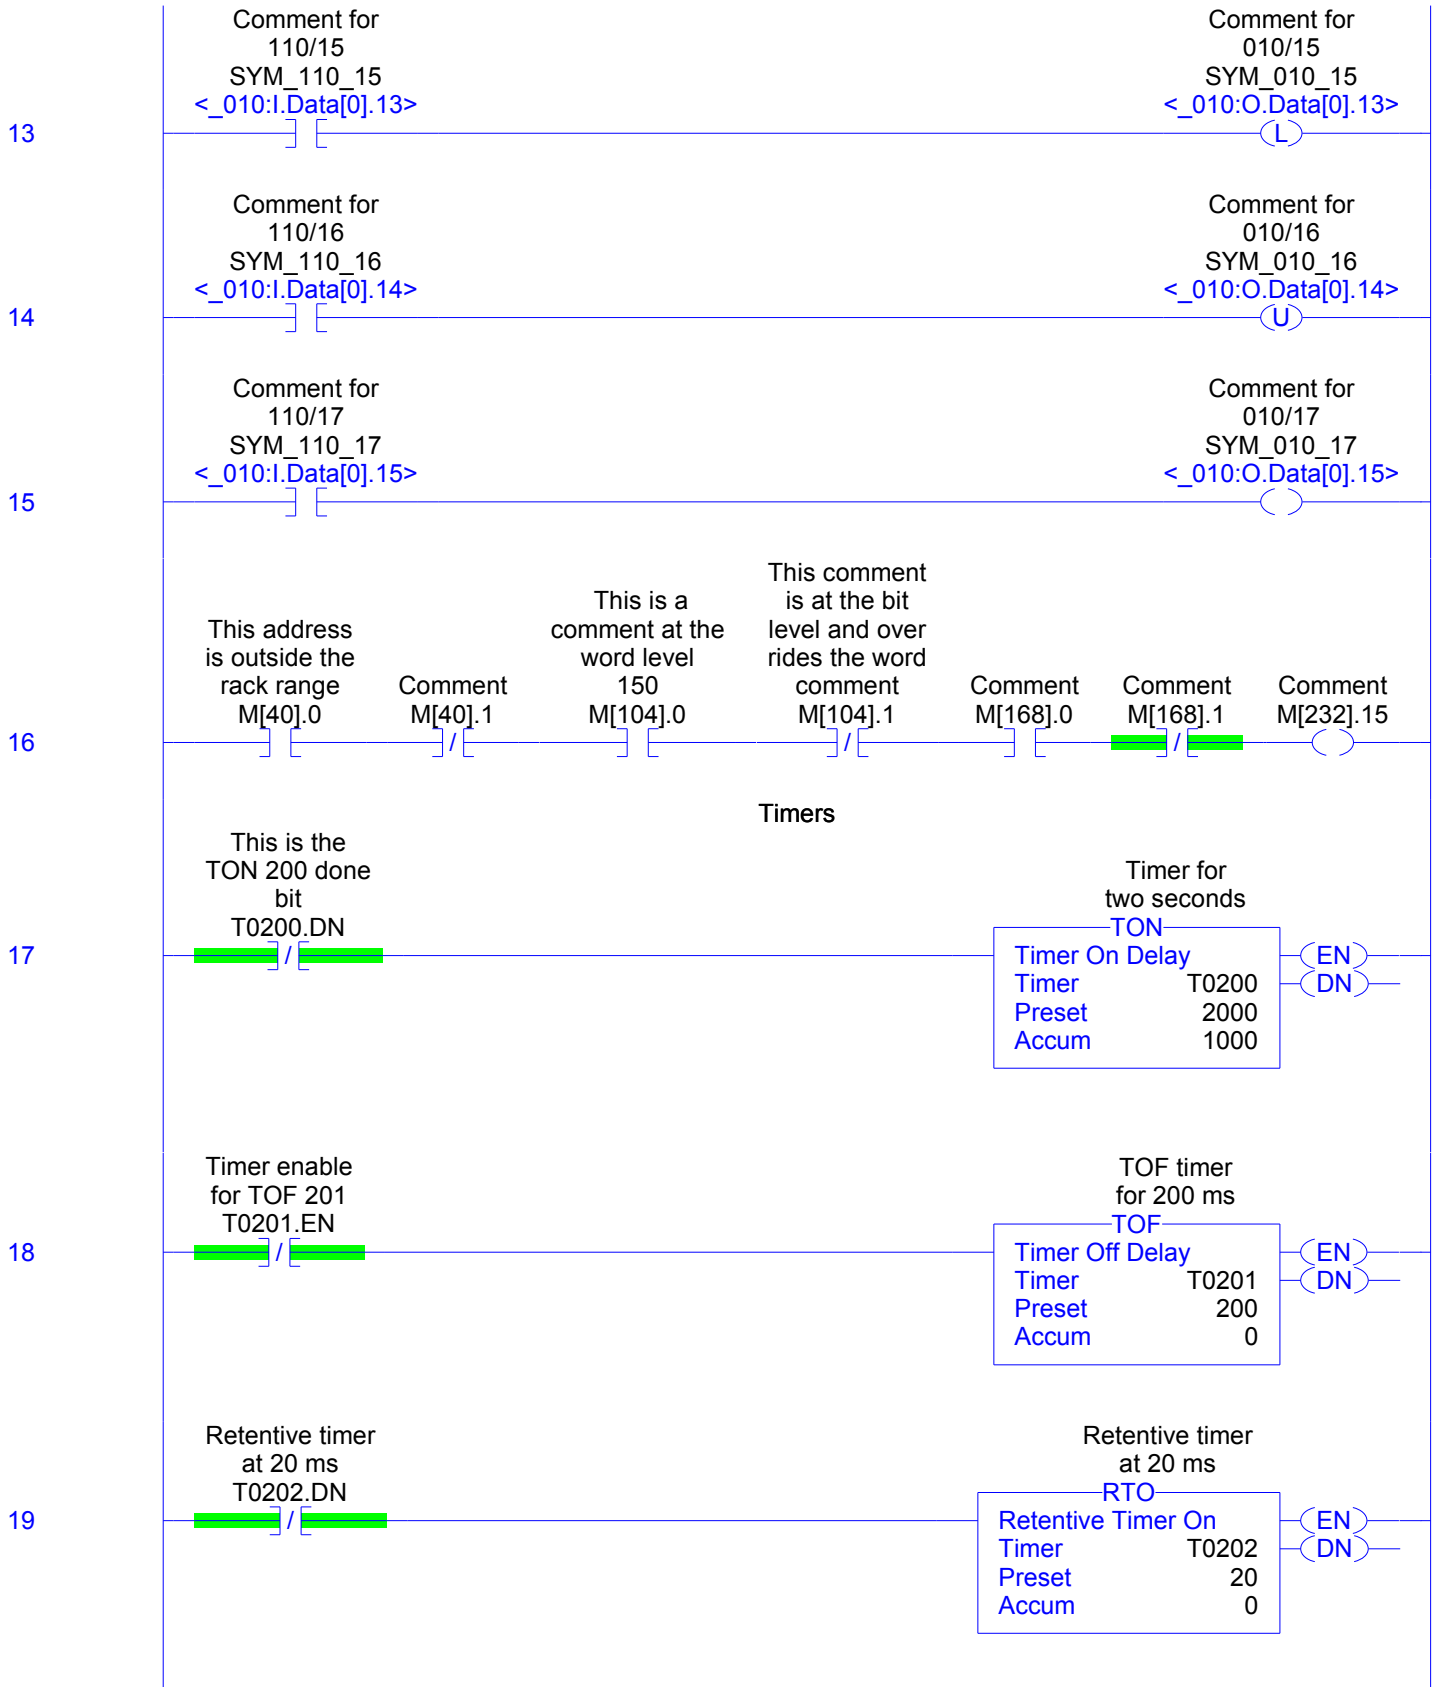 Comment for
110/15
SYM_110_15
<_010:I.Data[0].13>
Comment for
010/15
SYM_010_15
<_010:O.Data[0].13>
13
L
Comment for
110/16
SYM_110_16
<_010:I.Data[0].14>
Comment for
010/16
SYM_010_16
<_010:O.Data[0].14>
14
U
Comment for
110/17
SYM_110_17
<_010:I.Data[0].15>
Comment for
010/17
SYM_010_17
<_010:O.Data[0].15>
15
This address
is outside the
rack range
M[40].0
Comment
M[40].1
/
This is a
comment at the
word level
150
M[104].0
This comment
is at the bit
level and over
rides the word
comment
M[104].1
/
Comment
M[168].0
Comment
M[168].1
/
Comment
M[232].15
16
Timers
This is the
TON 200 done
bit
T0200.DN
/
17
Timer for
two seconds
TON
Timer On Delay
Timer T0200
Preset 2000
Accum 1000
EN
DN
Timer enable
for TOF 201
T0201.EN
/
18
TOF timer
for 200 ms
TOF
Timer Off Delay
Timer T0201
Preset 200
Accum 0
EN
DN
Retentive timer
at 20 ms
T0202.DN
/
19
Retentive timer
at 20 ms
RTO
Retentive Timer On
Timer T0202
Preset 20
Accum 0
EN
DN